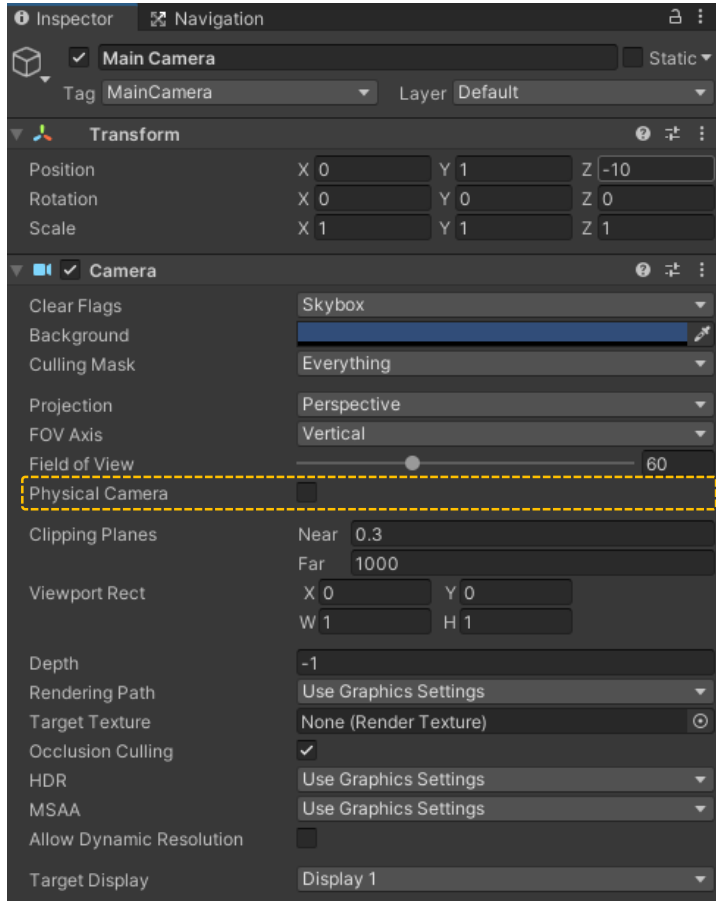 Inspector Navigation
Main Camera Static
Tag MainCamera Layer Default
Transform
Position X 0 Y 1 Z -10
Rotation X 0 Y 0 Z 0
Scale X 1 Y 1 Z 1
Camera
Clear Flags Skybox
Background
Culling Mask Everything
Projection Perspective
FOV Axis Vertical
Field of View 60
Physical Camera
Clipping Planes Near 0.3
Far 1000
Viewport Rect X 0 Y 0
W 1 H 1
Depth -1
Rendering Path Use Graphics Settings
Target Texture None (Render Texture)
Occlusion Culling
HDR Use Graphics Settings
MSAA Use Graphics Settings
Allow Dynamic Resolution
Target Display Display 1